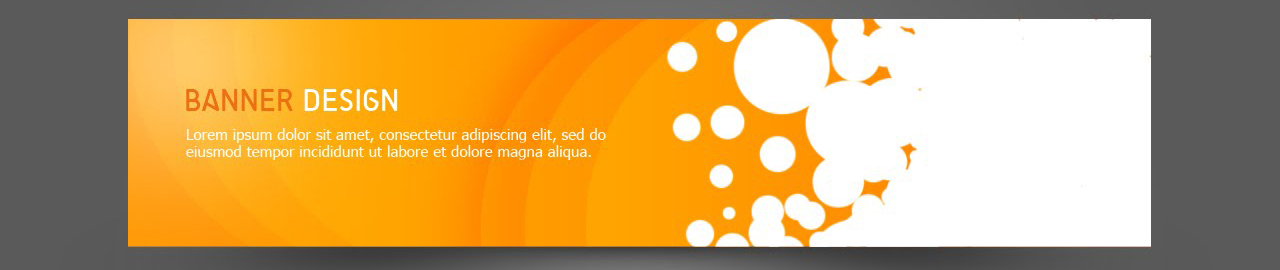 BANNER DESIGN
Lorem ipsum dolor sit amet, consectetur adipiscing elit, sed do
eiusmod tempor incididunt ut labore et dolore magna aliqua.